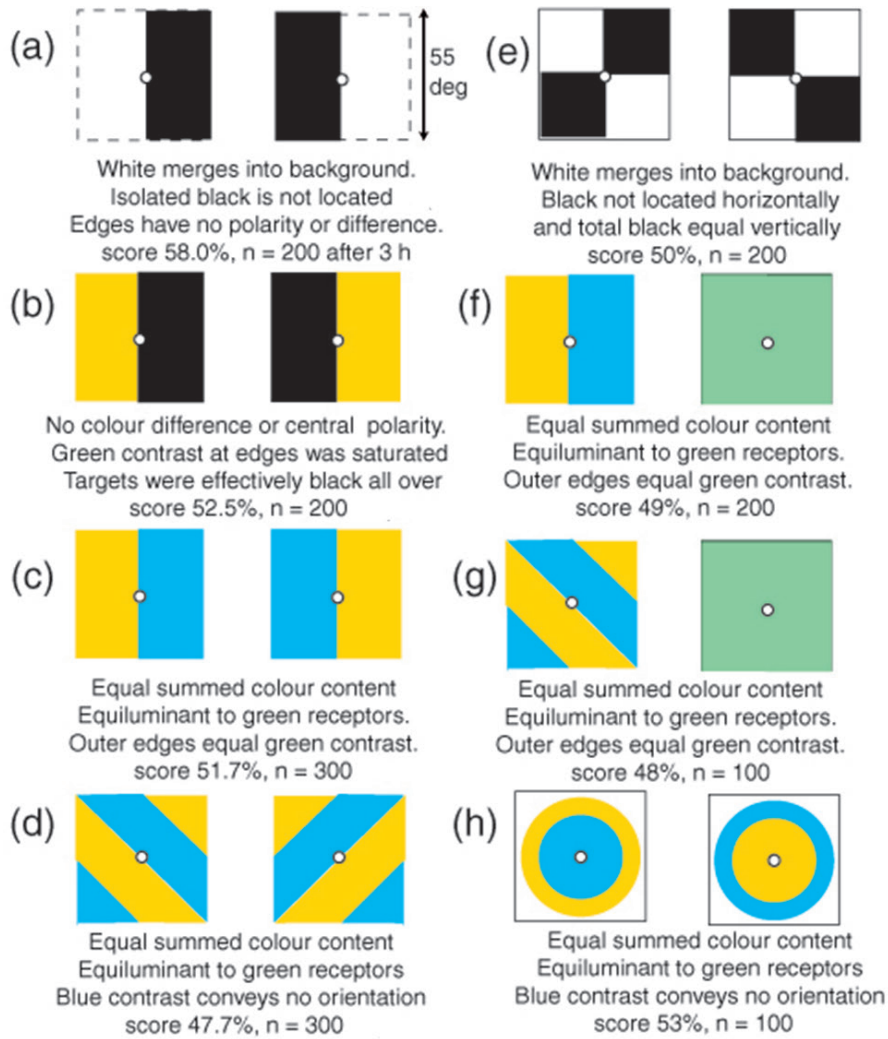 (a)
55
deg
White merges into background.
Isolated black is not located
Edges have no polarity or difference.
score 58.0%, n = 200 after 3 h
(b)
No colour difference or central polarity.
Green contrast at edges was saturated
Targets were effectively black all over
score 52.5%, n = 200
(c)
Equal summed colour content
Equiluminant to green receptors.
Outer edges equal green contrast.
score 51.7%, n = 300
(d)
Equal summed colour content
Equiluminant to green receptors
Blue contrast conveys no orientation
score 47.7%, n = 300
(e)
White merges into background.
Black not located horizontally
and total black equal vertically
score 50%, n = 200
(f)
Equal summed colour content
Equiluminant to green receptors.
Outer edges equal green contrast.
score 49%, n = 200
(g)
Equal summed colour content
Equiluminant to green receptors.
Outer edges equal green contrast.
score 48%, n = 100
(h)
Equal summed colour content
Equiluminant to green receptors
Blue contrast conveys no orientation
score 53%, n = 100